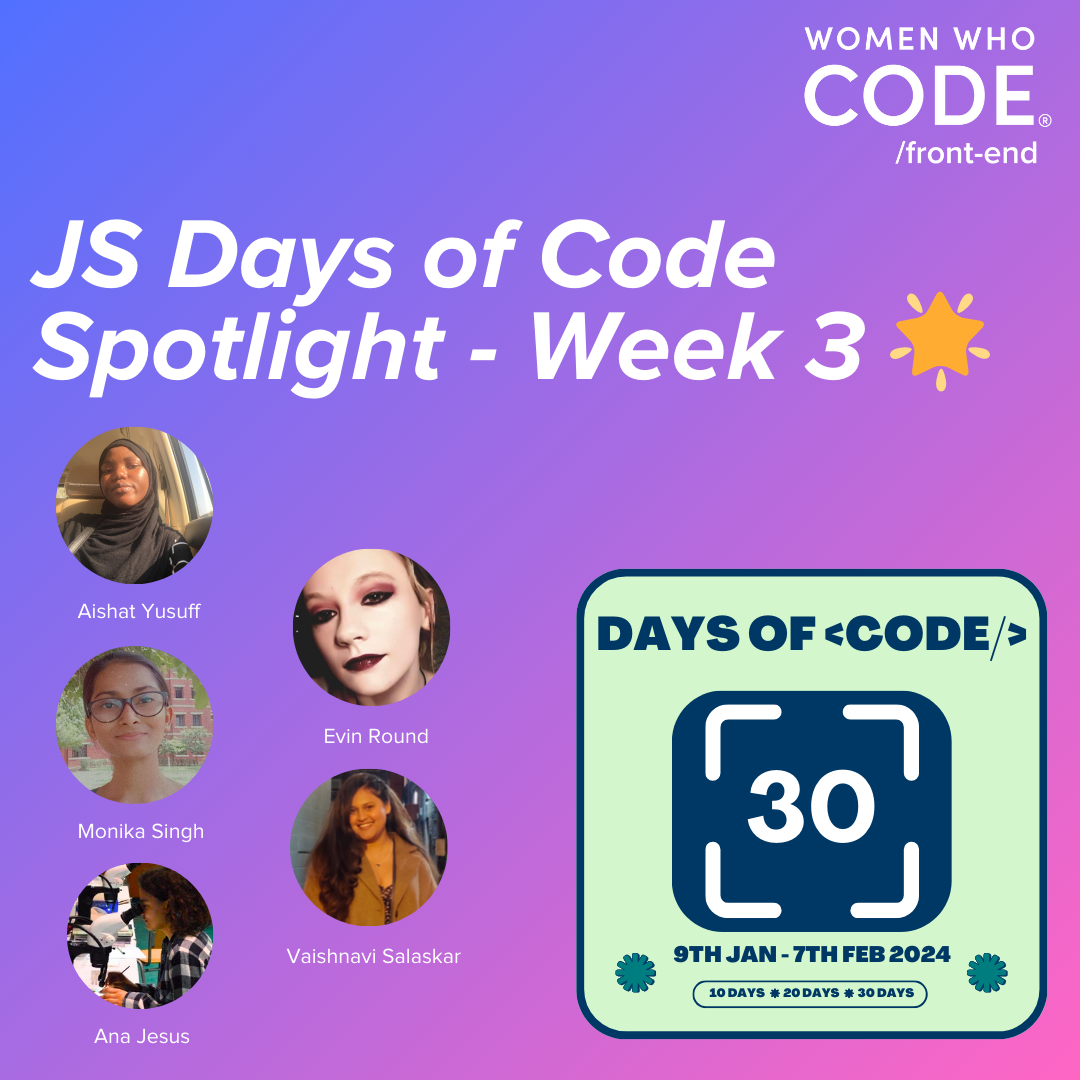 WOMEN WHO
CODE®
/front-end
JS Days of Code
Spotlight - Week 3
Aishat Yusuff
Evin Round
Monika Singh
Vaishnavi Salaskar
Ana Jesus
DAYS OF <CODE/>
30
9TH JAN - 7TH FEB 2024
10 DAYS ✸ 20 DAYS ✸ 30 DAYS